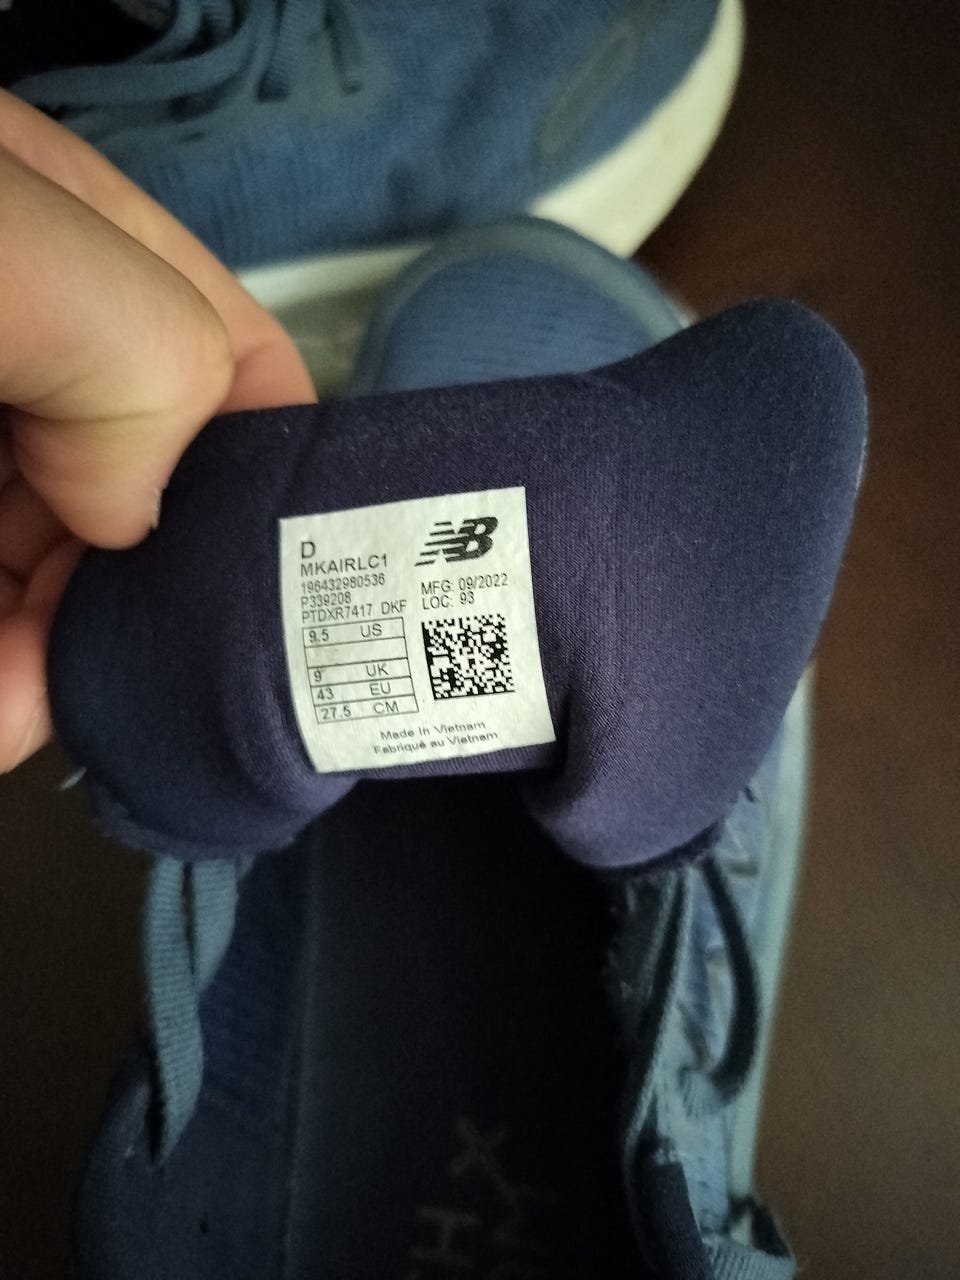 D
MKAIRLC1
196432980536
P339208
PTDXR7417 DKF
NB
MFG: 09/2022
LOC: 93
9.5 US
9 UK
43 EU
27.5 CM
Made In Vietnam
Fabriqué au Vietnam